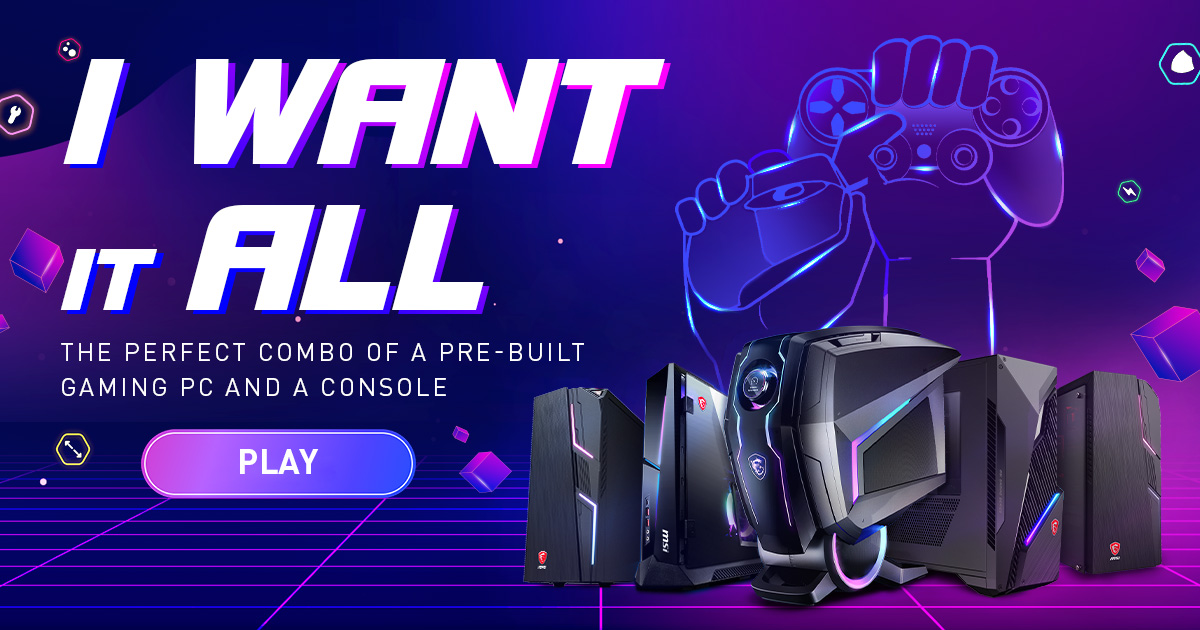 I WANT
IT ALL
THE PERFECT COMBO OF A PRE-BUILT
GAMING PC AND A CONSOLE
PLAY
msi